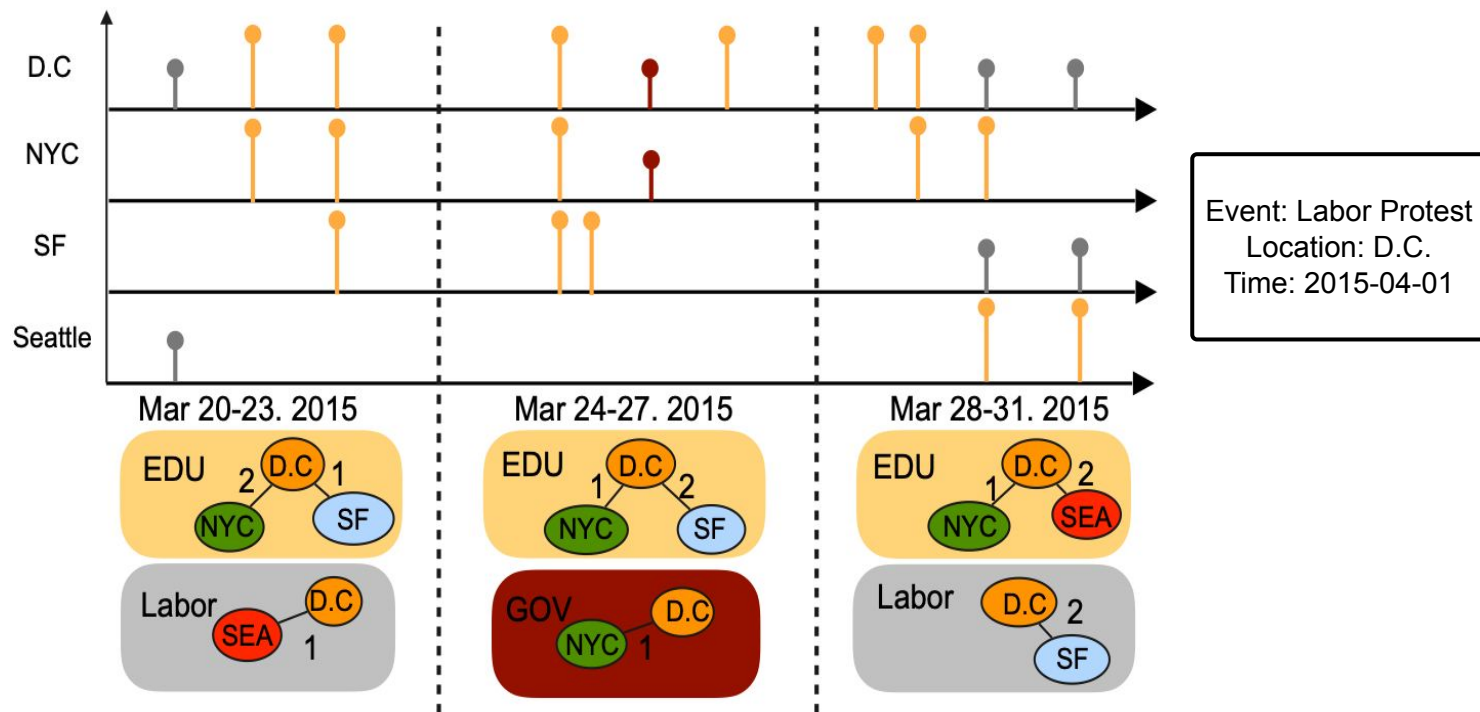 D.C
NYC
SF
Seattle
Event: Labor Protest
Location: D.C.
Time: 2015-04-01
Mar 20-23. 2015
Mar 24-27. 2015
Mar 28-31. 2015
EDU
D.C
2
1
NYC
SF
EDU
D.C
1
2
NYC
SF
EDU
D.C
1
2
NYC
SEA
Labor
D.C
SEA
1
GOV
D.C
NYC
1
Labor
D.C
2
SF